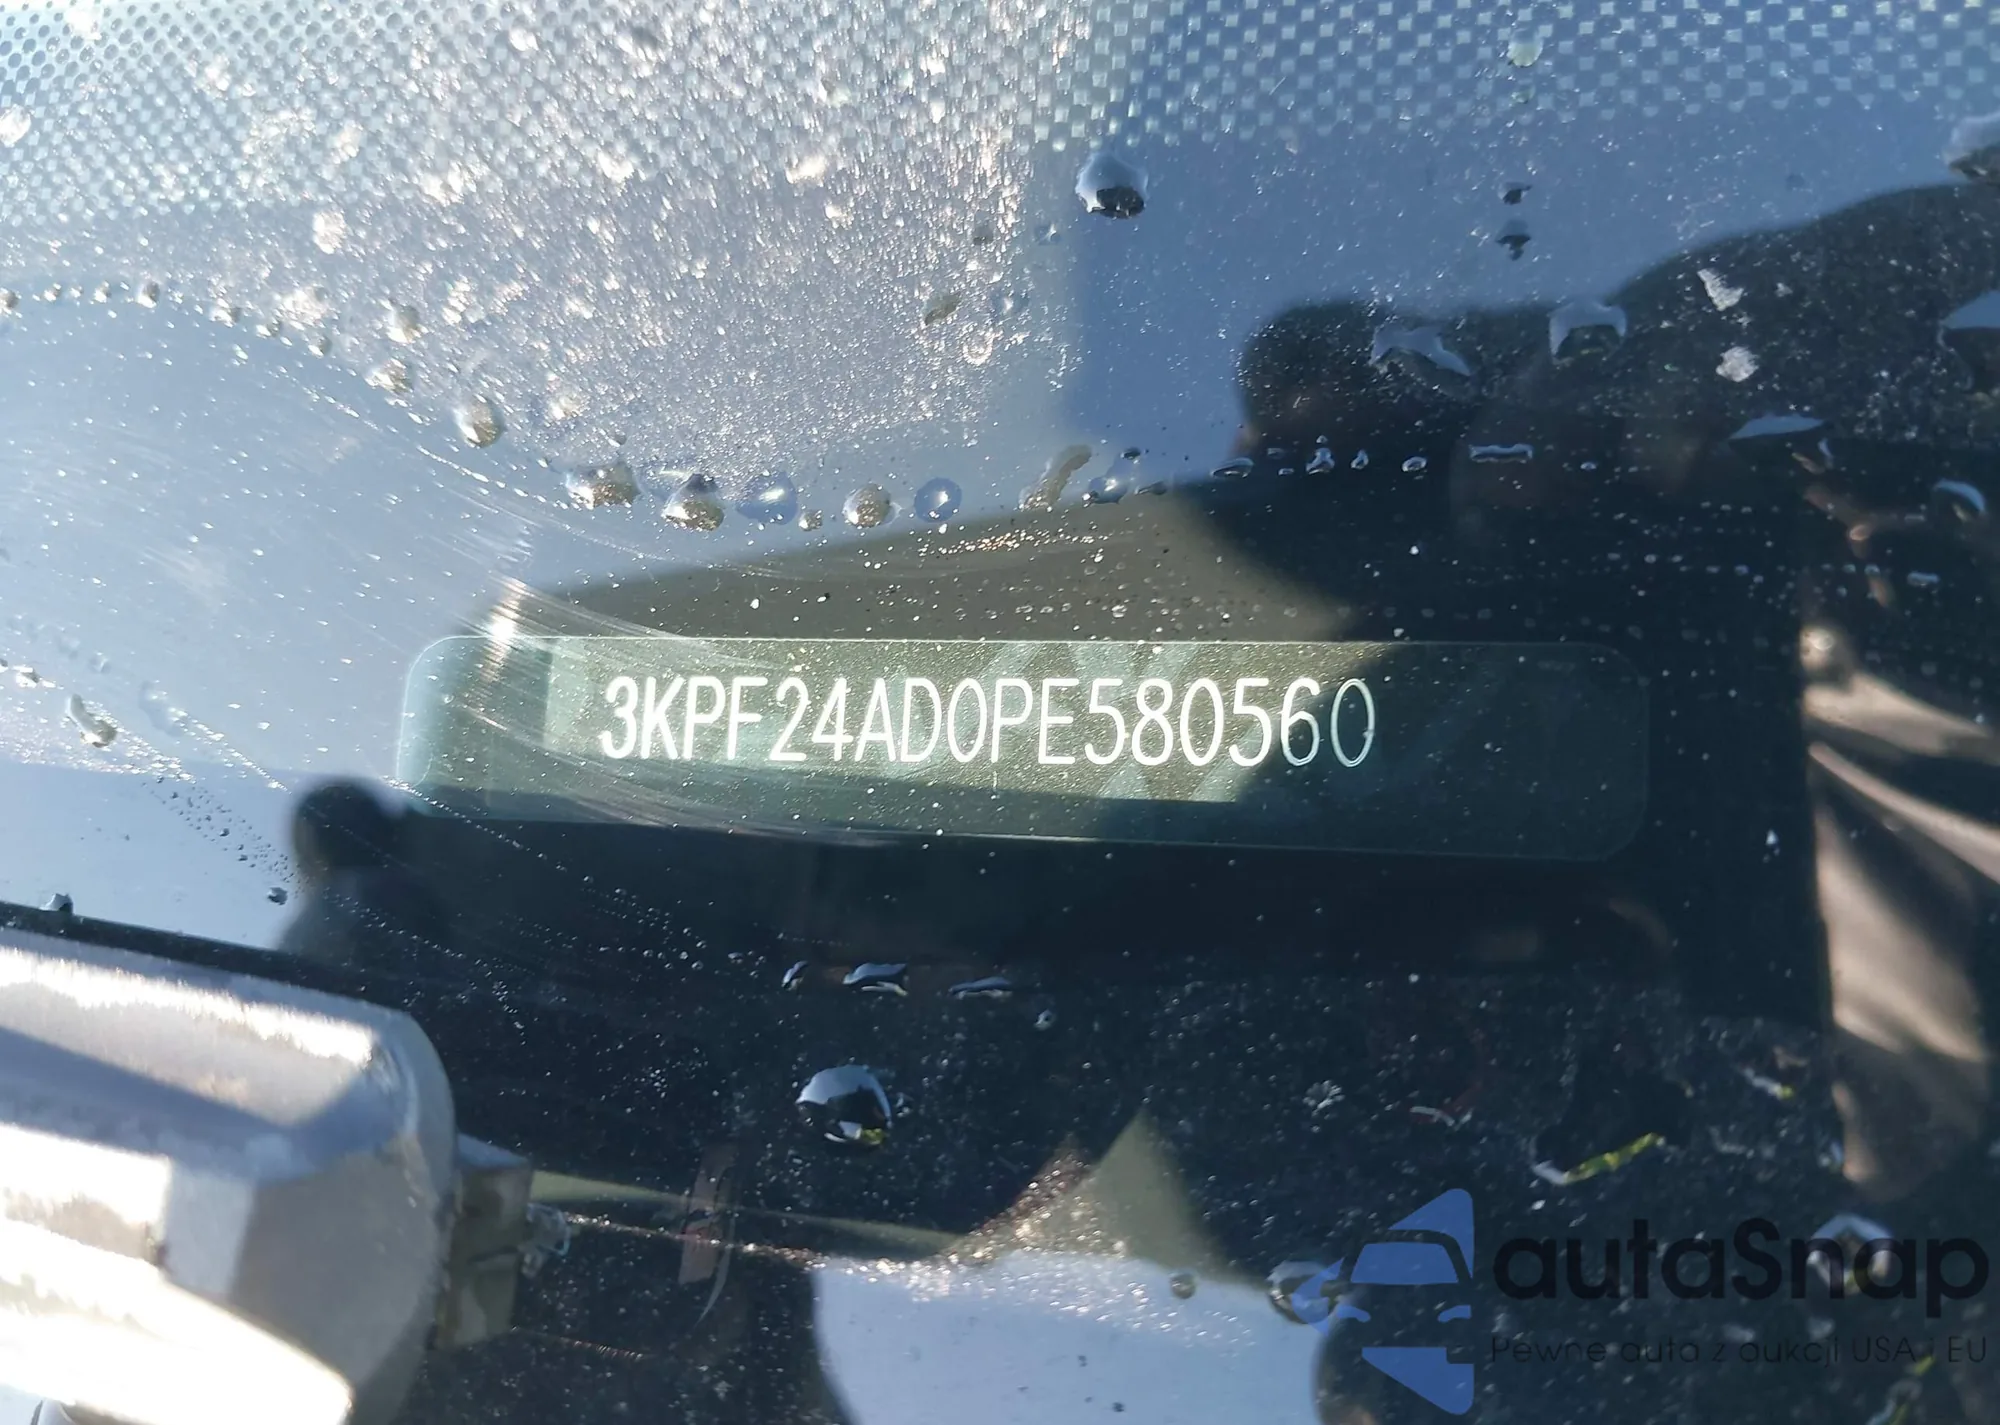 3KPF24AD0PE580560
autaSnap
Pewne auta z aukcji USA i EU